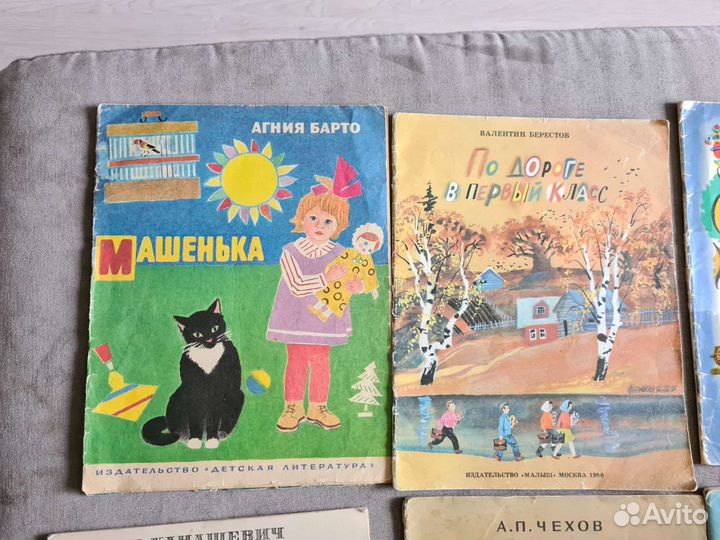 АГНИЯ БАРТО
МАШЕНЬКА
ИЗДАТЕЛЬСТВО «ДЕТСКАЯ ЛИТЕРАТУРА»
ВАЛЕНТИН БЕРЕСТОВ
ПО ДОРОГЕ
В ПЕРВЫЙ КЛАСС
ИЗДАТЕЛЬСТВО «МАЛЫШ» МОСКВА 1988
А.П.ЧЕХОВ
Avito